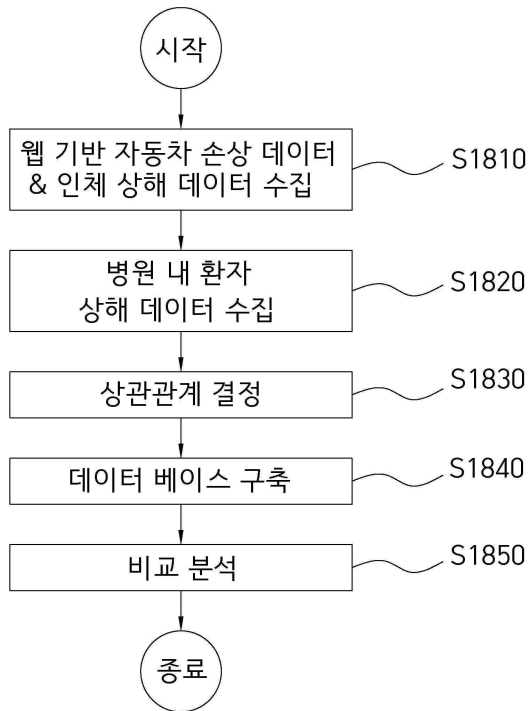 시작
웹 기반 자동차 손상 데이터
& 인체 상해 데이터 수집
S1810
병원 내 환자
상해 데이터 수집
S1820
상관관계 결정
S1830
데이터 베이스 구축
S1840
비교 분석
S1850
종료